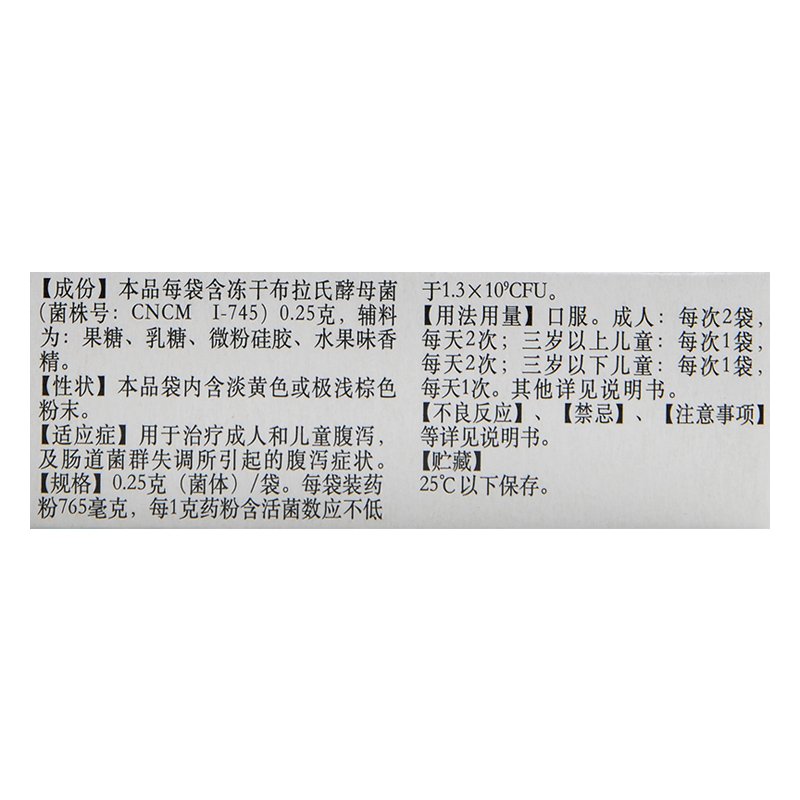 【成份】本品每袋含冻干布拉氏酵母菌
(菌株号：CNCM I-745) 0.25克，辅料
为：果糖、乳糖、微粉硅胶、水果味香
精。
【性状】本品袋内含淡黄色或极浅棕色
粉末。
【适应症】用于治疗成人和儿童腹泻，
及肠道菌群失调所引起的腹泻症状。
【规格】0.25克（菌体）/袋。每袋装药
粉765毫克，每1克药粉含活菌数应不低
于1.3×10⁹CFU。
【用法用量】口服。成人：每次2袋，
每天2次；三岁以上儿童：每次1袋，
每天2次；三岁以下儿童：每次1袋，
每天1次。其他详见说明书。
【不良反应】、【禁忌】、【注意事项】
等详见说明书。
【贮藏】
25℃以下保存。